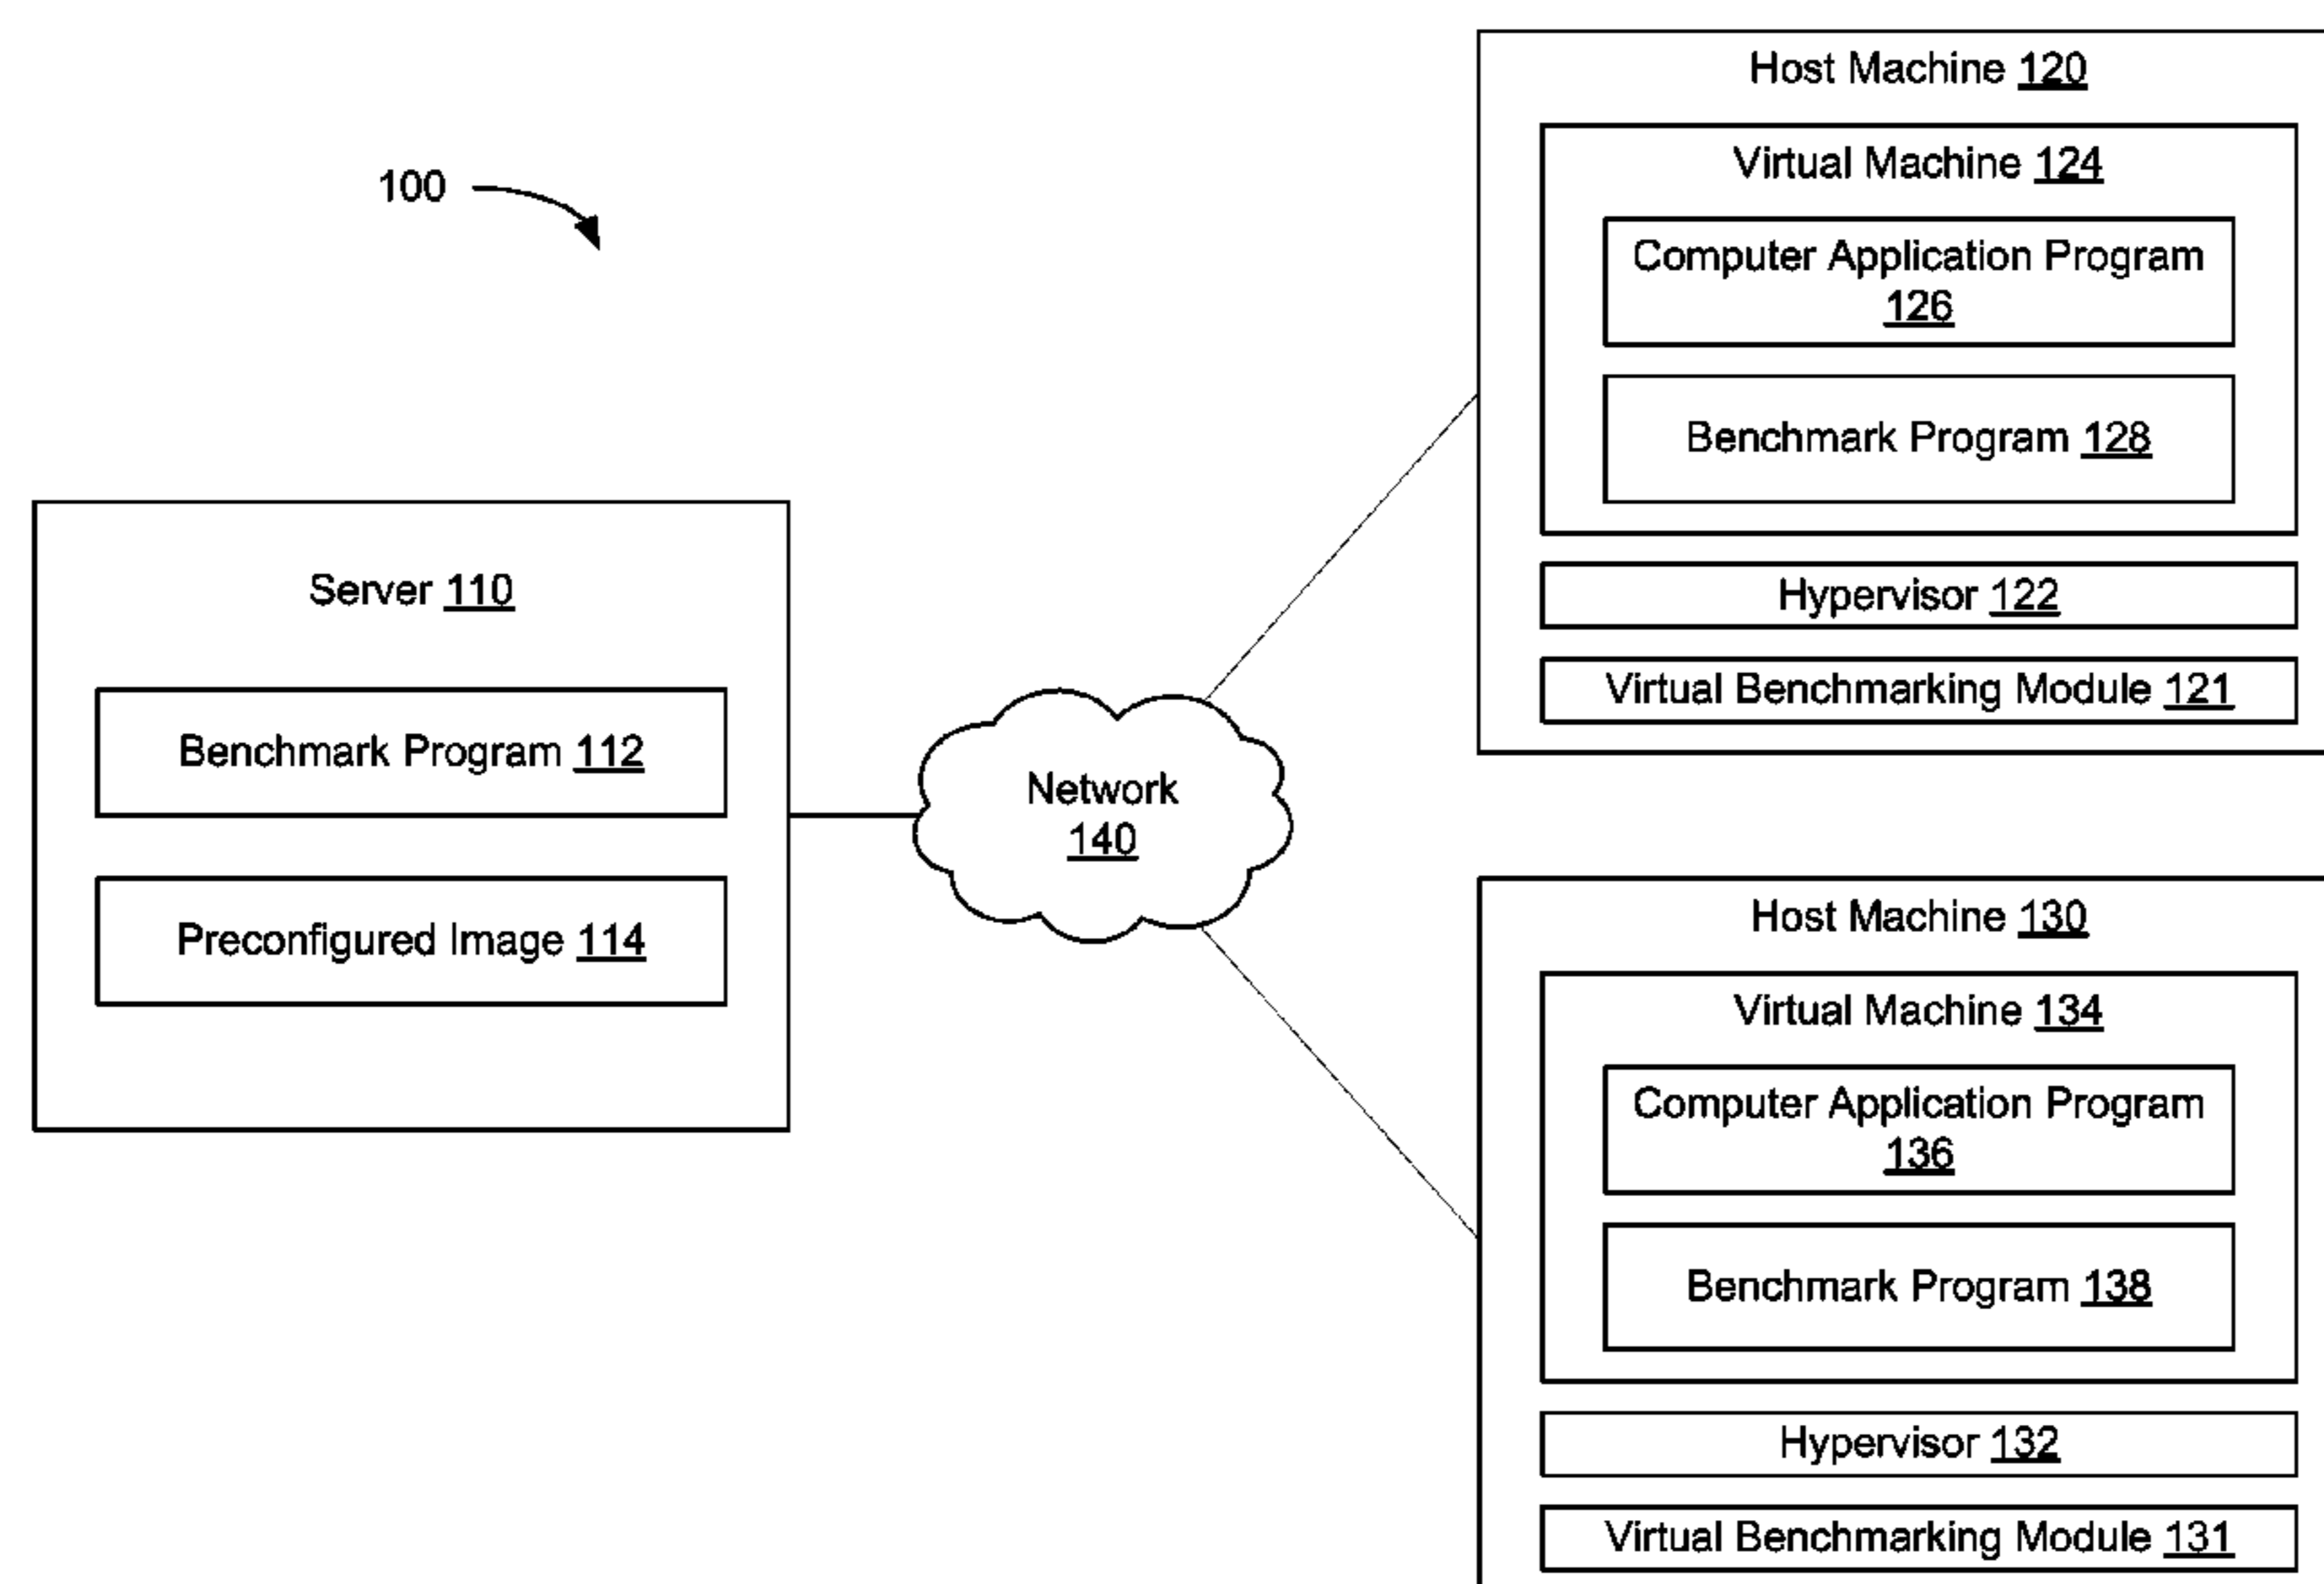 100
Server 110
Benchmark Program 112
Preconfigured Image 114
Network
140
Host Machine 120
Virtual Machine 124
Computer Application Program
126
Benchmark Program 128
Hypervisor 122
Virtual Benchmarking Module 121
Host Machine 130
Virtual Machine 134
Computer Application Program
136
Benchmark Program 138
Hypervisor 132
Virtual Benchmarking Module 131